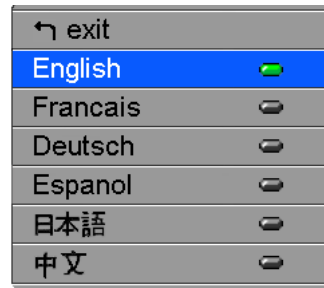 exit
English
Francais
Deutsch
Espanol
日本語
中文